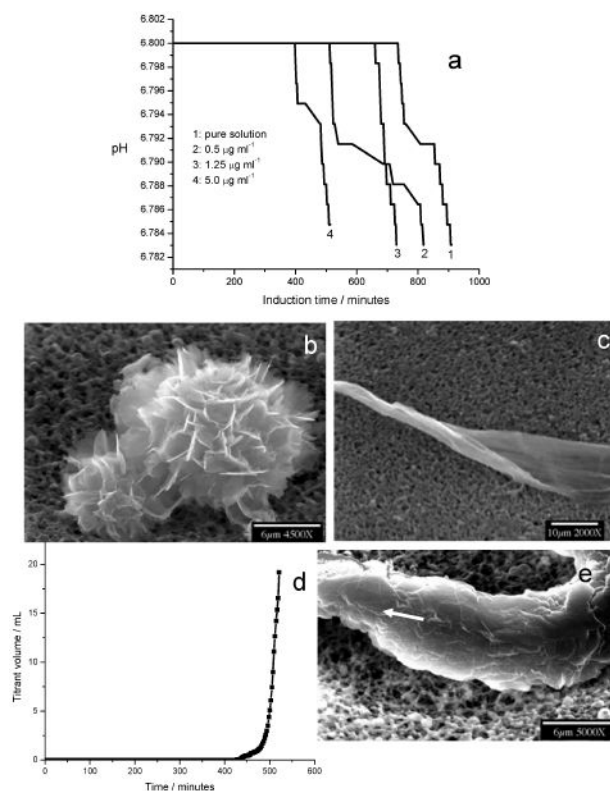 6.802
6.800
6.798
6.796
6.794
6.792
6.790
6.788
6.786
6.784
6.782
pH
a
1: pure solution
2: 0.5 µg ml⁻¹
3: 1.25 µg ml⁻¹
4: 5.0 µg ml⁻¹
4
3
2
1
0
200
400
600
800
1000
Induction time / minutes
b
6µm 4500X
c
10µm 2000X
d
20
15
10
5
0
Titrant volume / mL
0
100
200
300
400
500
600
Time / minutes
e
6µm 5000X